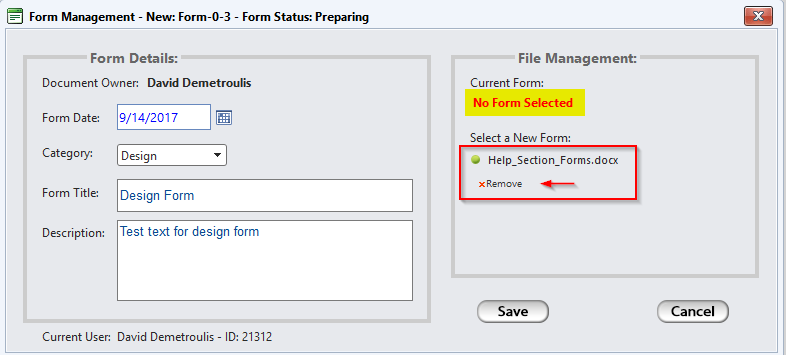 Form Management - New: Form-0-3 - Form Status: Preparing
Form Details:
Document Owner: David Demetroulis
Form Date: 9/14/2017
Category: Design
Form Title: Design Form
Description: Test text for design form
Current User: David Demetroulis - ID: 21312
File Management:
Current Form:
No Form Selected
Select a New Form:
Help_Section_Forms.docx
x Remove
Save
Cancel